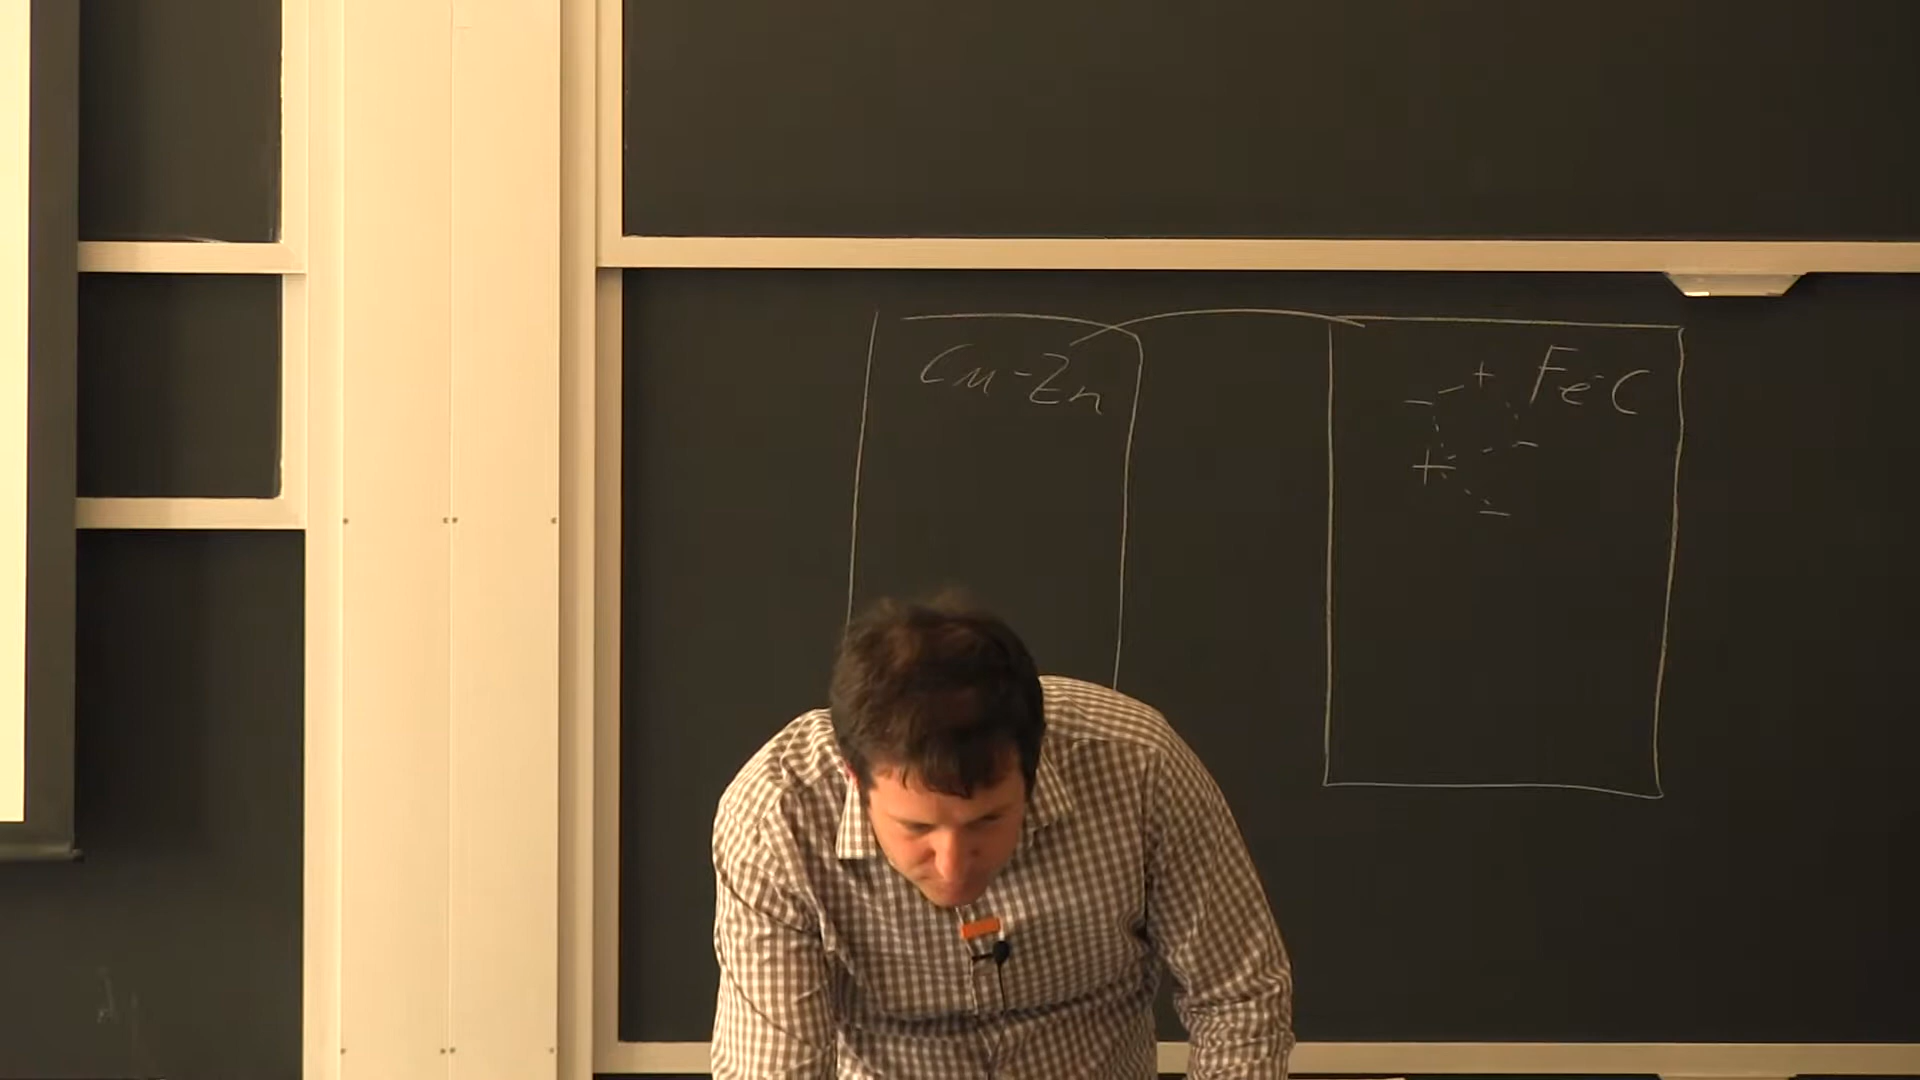 Cu-Zn
Fe-C
- +
+ -
-